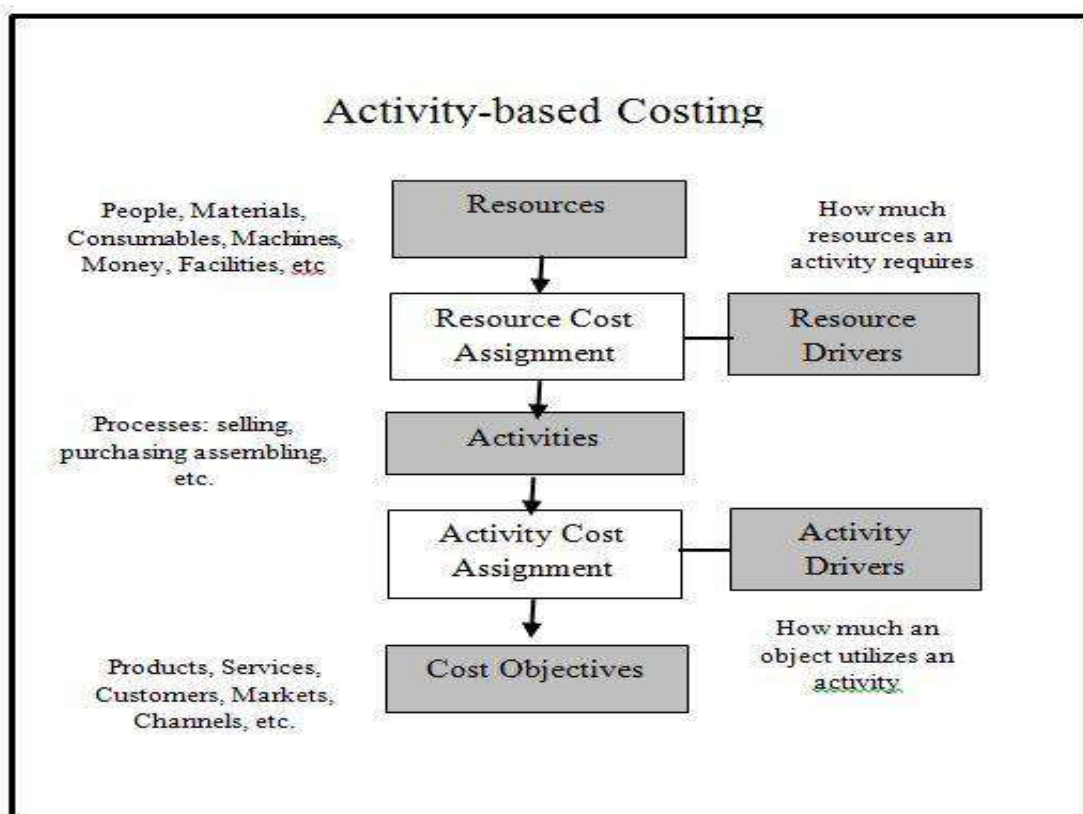 Activity-based Costing
People, Materials,
Consumables, Machines,
Money, Facilities, etc
Resources
How much
resources an
activity requires
Resource Cost
Assignment
Resource
Drivers
Processes: selling,
purchasing assembling,
etc.
Activities
Activity Cost
Assignment
Activity
Drivers
Products, Services,
Customers, Markets,
Channels, etc.
Cost Objectives
How much an
object utilizes an
activity